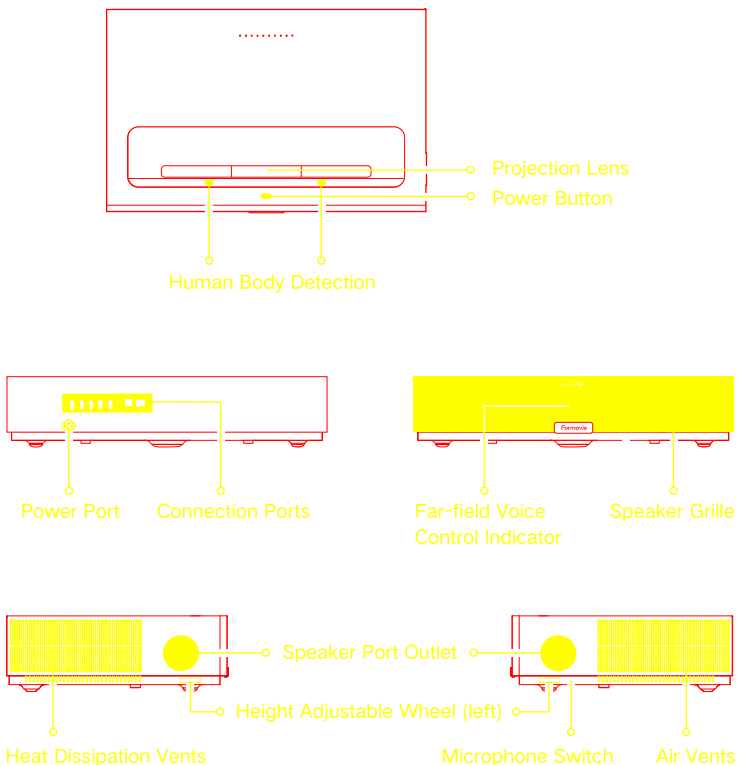 Projection Lens
Power Button
Human Body Detection
Formovie
Power Port
Connection Ports
Far-field Voice
Control Indicator
Speaker Grille
Speaker Port Outlet
Height Adjustable Wheel (left)
Heat Dissipation Vents
Microphone Switch
Air Vents